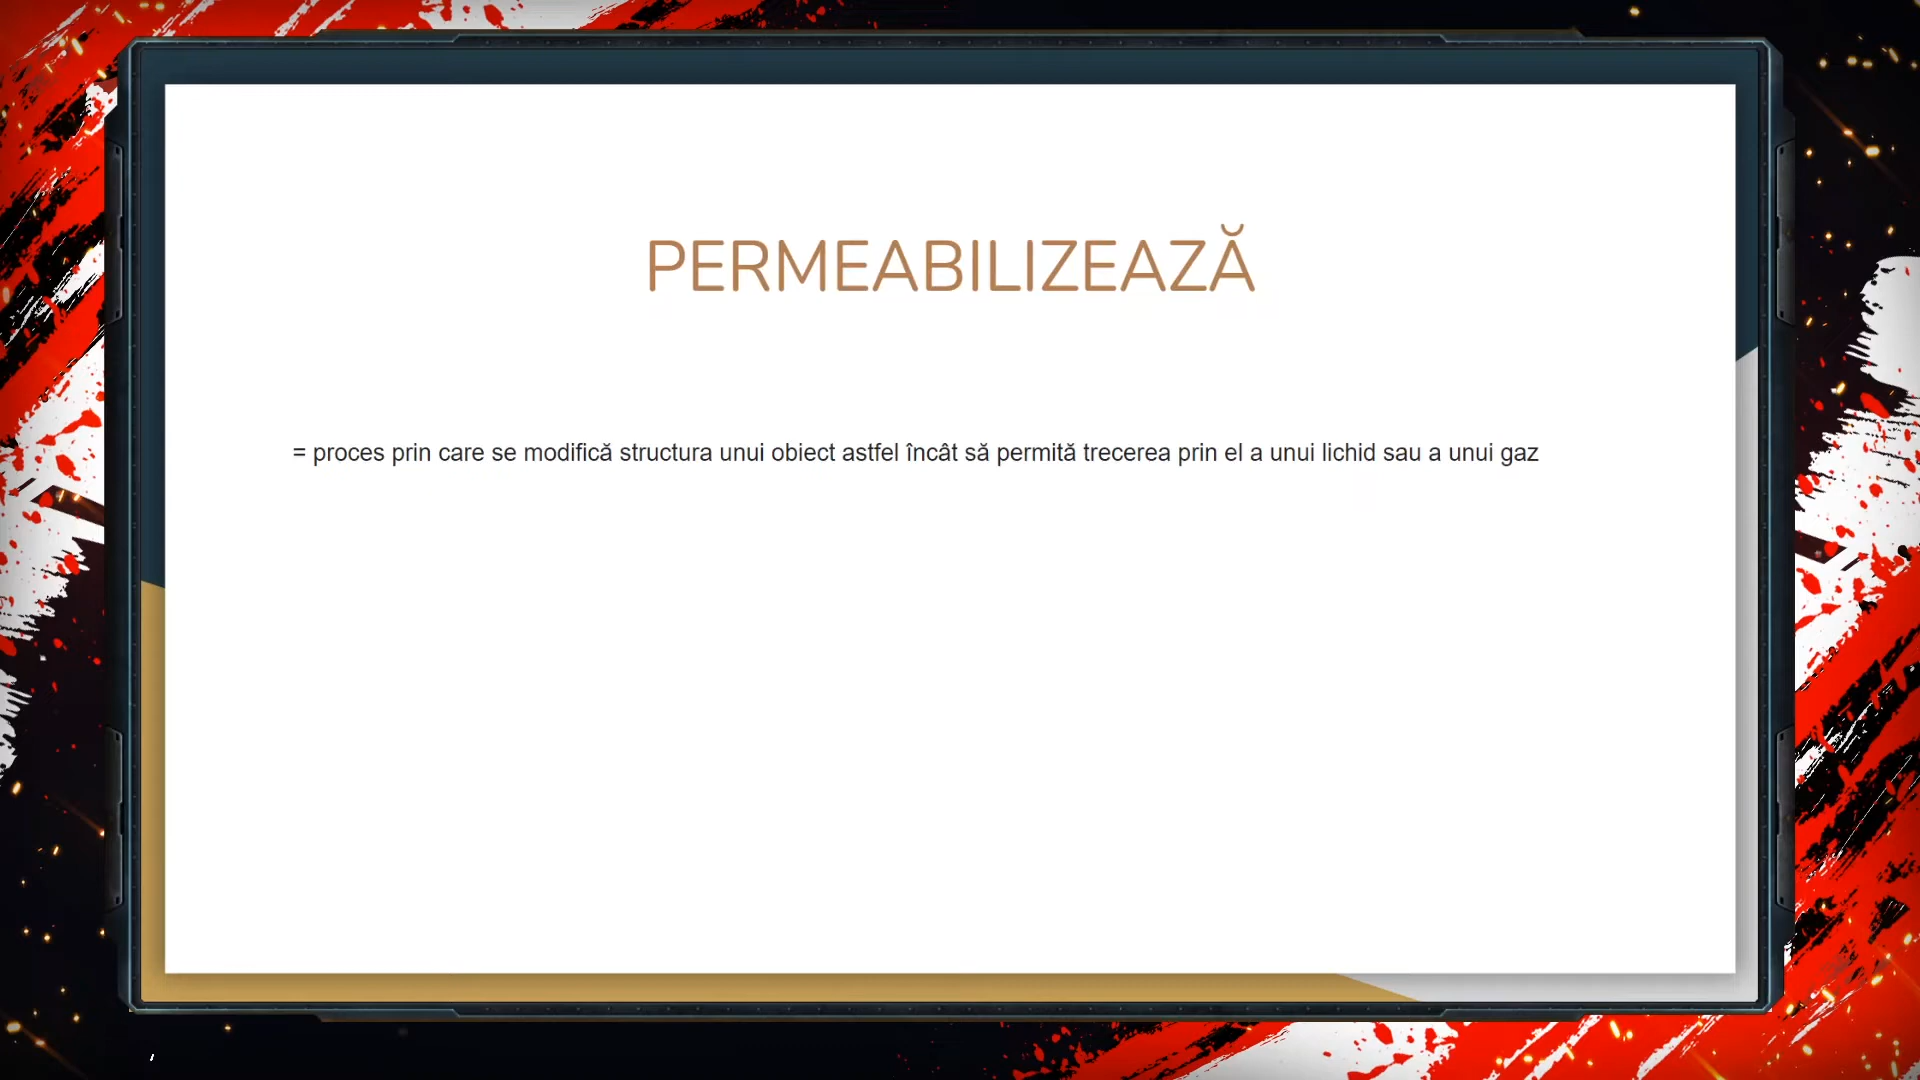 PERMEABILIZEAZĂ
= proces prin care se modifică structura unui obiect astfel încât să permită trecerea prin el a unui lichid sau a unui gaz